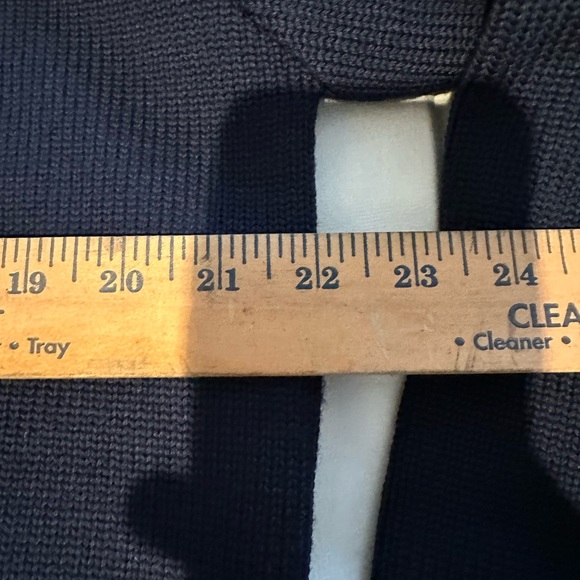 19 20 21 22 23 24
CLEA
• Tray • Cleaner •